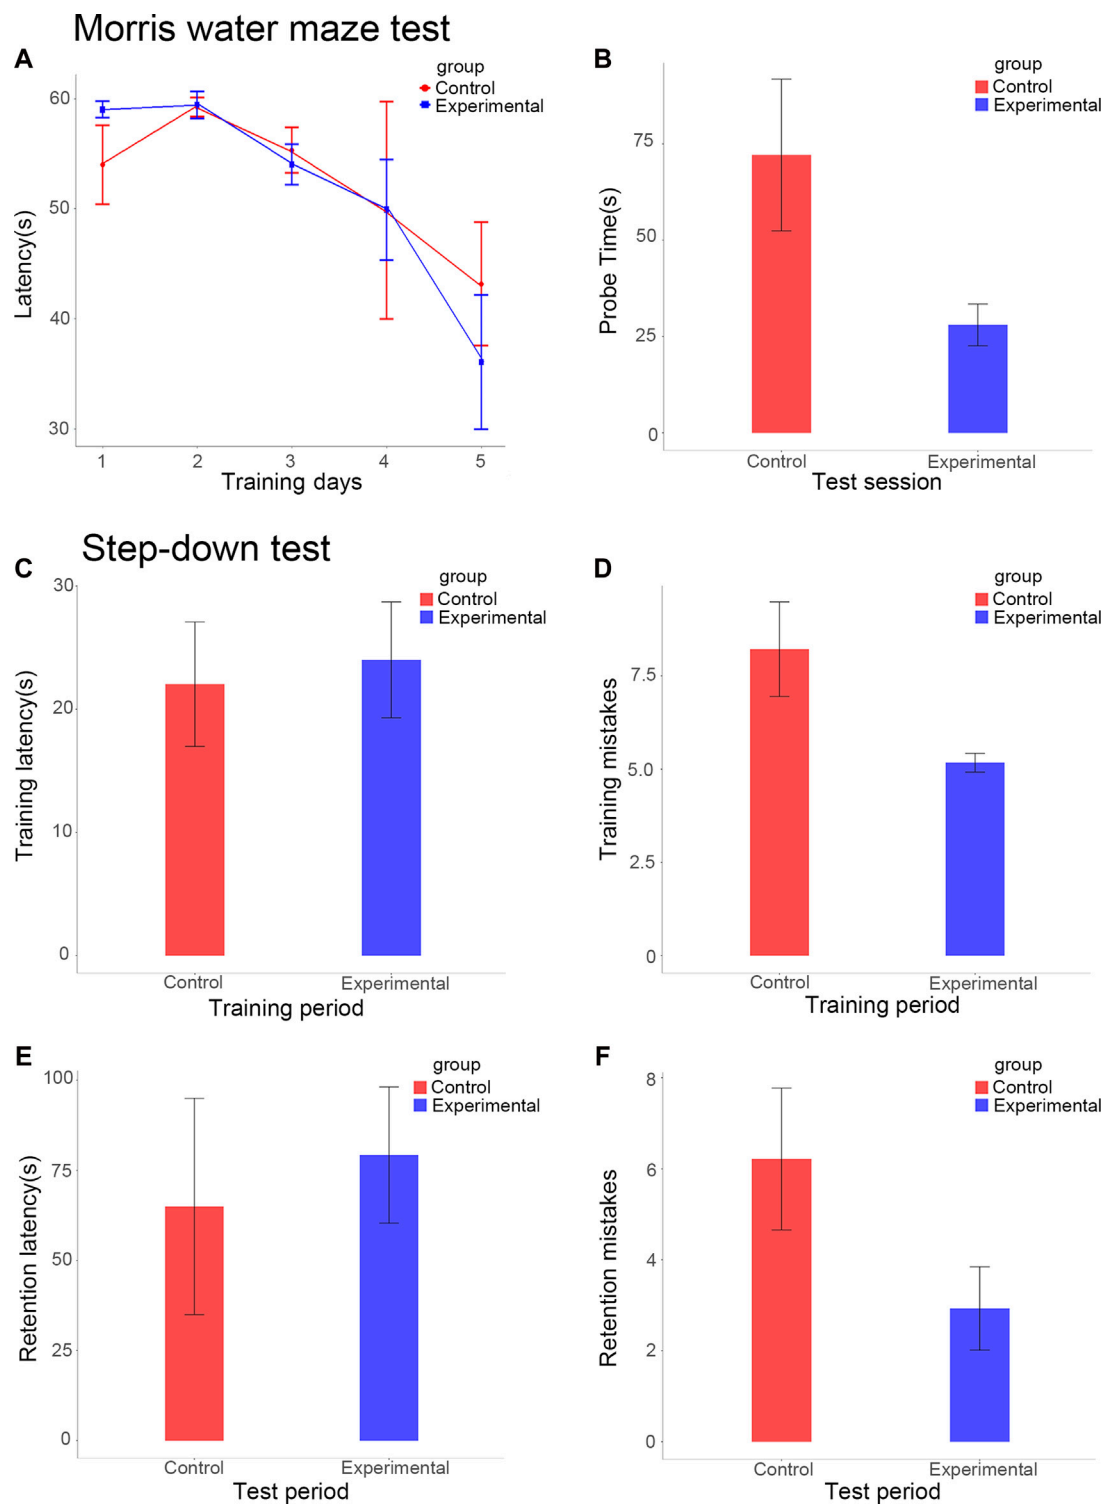 Morris water maze test
A
group
Control
Experimental
60
50
40
30
Latency(s)
1 2 3 4 5
Training days
B
group
Control
Experimental
75
50
25
0
Probe Time(s)
Control Experimental
Test session
Step-down test
C
group
Control
Experimental
30
20
10
0
Training latency(s)
Control Experimental
Training period
D
group
Control
Experimental
7.5
5.0
2.5
0
Training mistakes
Control Experimental
Training period
E
group
Control
Experimental
100
75
50
25
0
Retention latency(s)
Control Experimental
Test period
F
group
Control
Experimental
8
6
4
2
0
Retention mistakes
Control Experimental
Test period